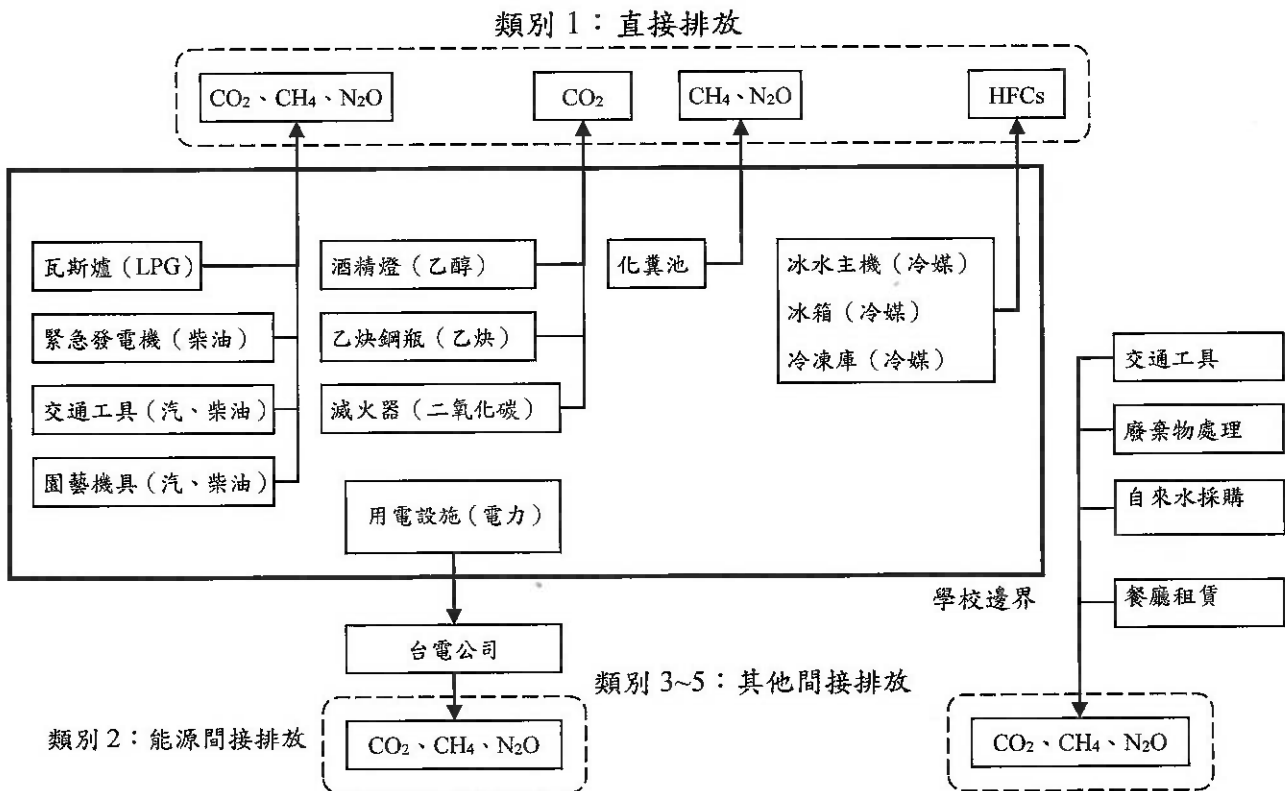 類別 1：直接排放
CO₂、CH₄、N₂O
CO₂
CH₄、N₂O
HFCs
瓦斯爐（LPG）
緊急發電機（柴油）
交通工具（汽、柴油）
園藝機具（汽、柴油）
酒精燈（乙醇）
乙炔鋼瓶（乙炔）
滅火器（二氧化碳）
化糞池
冰水主機（冷媒）
冰箱（冷媒）
冷凍庫（冷媒）
用電設施（電力）
學校邊界
交通工具
廢棄物處理
自來水採購
餐廳租賃
台電公司
類別 3~5：其他間接排放
類別 2：能源間接排放
CO₂、CH₄、N₂O
CO₂、CH₄、N₂O